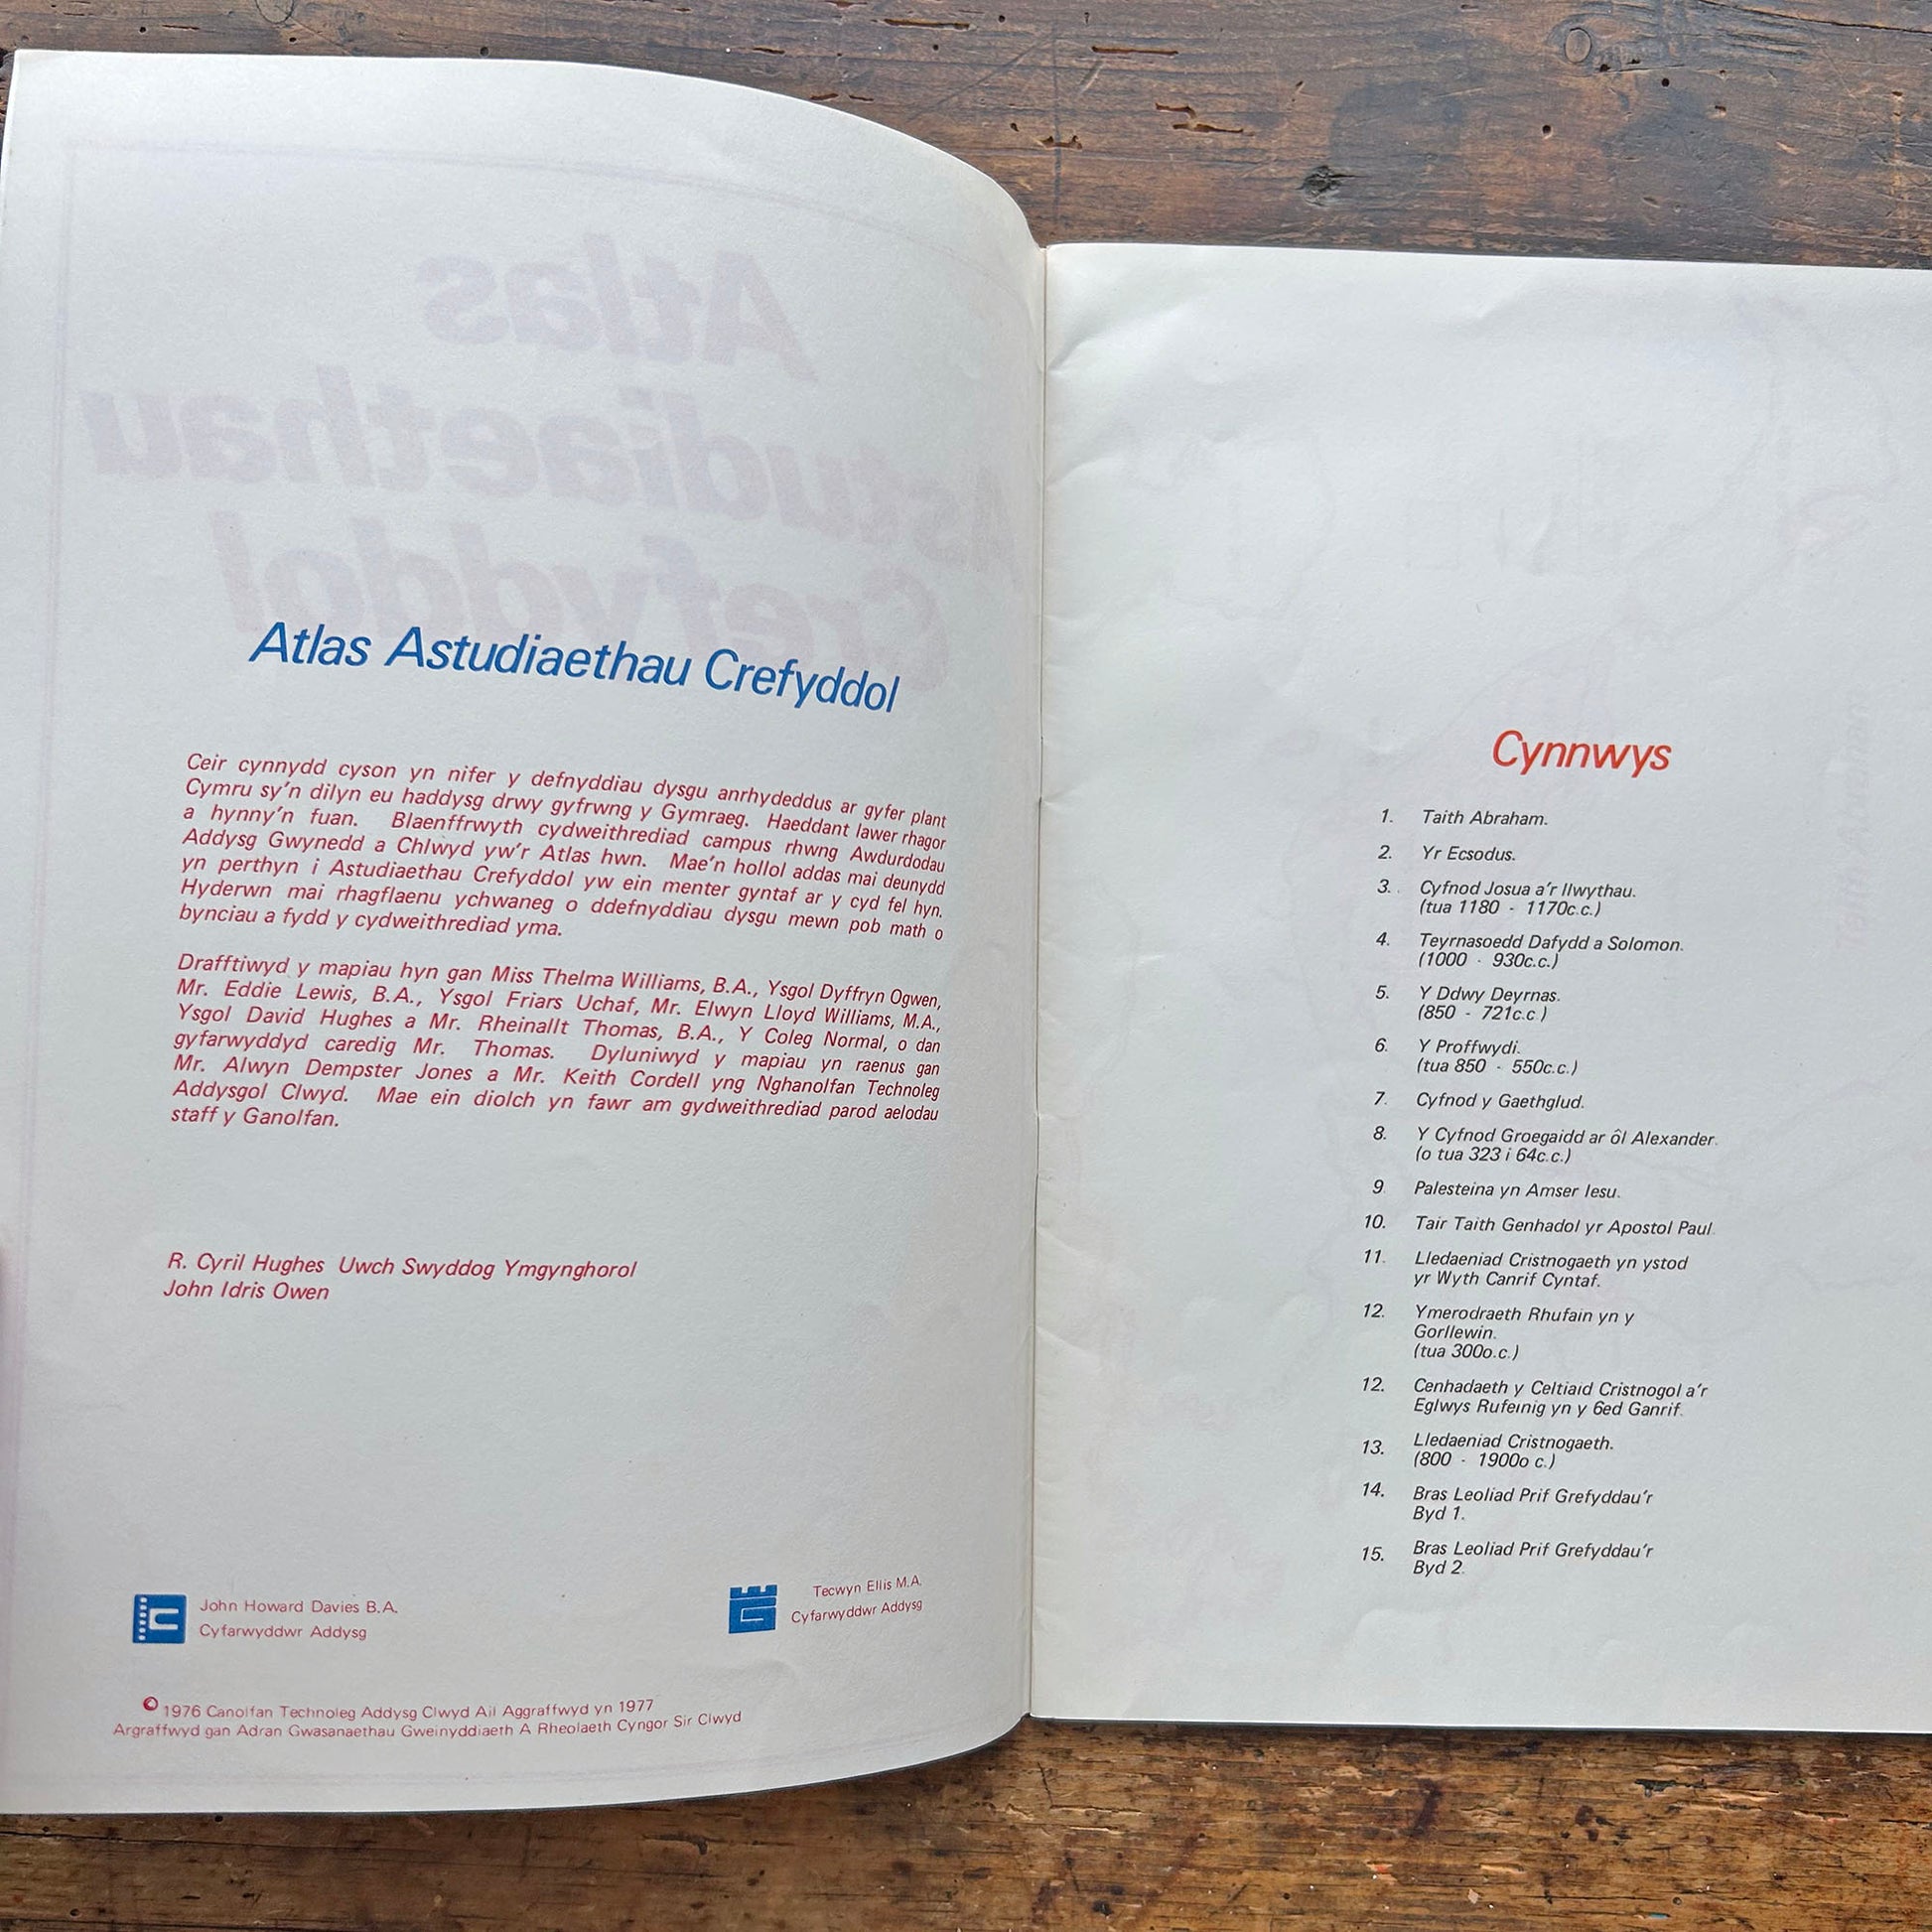 Atlas
Astudiaethau
Crefyddol
Atlas Astudiaethau Crefyddol
Ceir cynnydd cyson yn nifer y defnyddiau dysgu anrhydeddus ar gyfer plant
Cymru sy'n dilyn eu haddysg drwy gyfrwng y Gymraeg. Haeddant lawer rhagor
a hynny'n fuan. Blaenffrwyth cydweithrediad campus rhwng Awdurdodau
Addysg Gwynedd a Chlwyd yw'r Atlas hwn. Mae'n hollol addas mai deunydd
yn perthyn i Astudiaethau Crefyddol yw ein menter gyntaf ar y cyd fel hyn.
Hyderwn mai rhagflaenu ychwaneg o ddefnyddiau dysgu mewn pob math o
bynciau a fydd y cydweithrediad yma.
Drafftiwyd y mapiau hyn gan Miss Thelma Williams, B.A., Ysgol Dyffryn Ogwen,
Mr. Eddie Lewis, B.A., Ysgol Friars Uchaf, Mr. Elwyn Lloyd Williams, M.A.,
Ysgol David Hughes a Mr. Rheinallt Thomas, B.A., Y Coleg Normal, o dan
gyfarwyddyd caredig Mr. Thomas. Dyluniwyd y mapiau yn raenus gan
Mr. Alwyn Dempster Jones a Mr. Keith Cordell yng Nghanolfan Technoleg
Addysgol Clwyd. Mae ein diolch yn fawr am gydweithrediad parod aelodau
staff y Ganolfan.
R. Cyril Hughes Uwch Swyddog Ymgynghorol
John Idris Owen
John Howard Davies B.A.
Cyfarwyddwr Addysg
Tecwyn Ellis M.A.
Cyfarwyddwr Addysg
© 1976 Canolfan Technoleg Addysg Clwyd Ail Aggraffwyd yn 1977
Argraffwyd gan Adran Gwasanaethau Gweinyddiaeth A Rheolaeth Cyngor Sir Clwyd
Cynnwys
1. Taith Abraham.
2. Yr Ecsodus.
3. Cyfnod Josua a'r llwythau.
(tua 1180 - 1170c.c.)
4. Teyrnasoedd Dafydd a Solomon.
(1000 - 930c.c.)
5. Y Ddwy Deyrnas.
(850 - 721c.c.)
6. Y Proffwydi.
(tua 850 - 550c.c.)
7. Cyfnod y Gaethglud.
8. Y Cyfnod Groegaidd ar ôl Alexander.
(o tua 323 i 64c.c.)
9. Palesteina yn Amser Iesu.
10. Tair Taith Genhadol yr Apostol Paul.
11. Lledaeniad Cristnogaeth yn ystod
yr Wyth Canrif Cyntaf.
12. Ymerodraeth Rhufain yn y
Gorllewin.
(tua 300o.c.)
12. Cenhadaeth y Celtiaid Cristnogol a'r
Eglwys Rufeinig yn y 6ed Ganrif.
13. Lledaeniad Cristnogaeth.
(800 - 1900o c.)
14. Bras Leoliad Prif Grefyddau'r
Byd 1.
15. Bras Leoliad Prif Grefyddau'r
Byd 2.